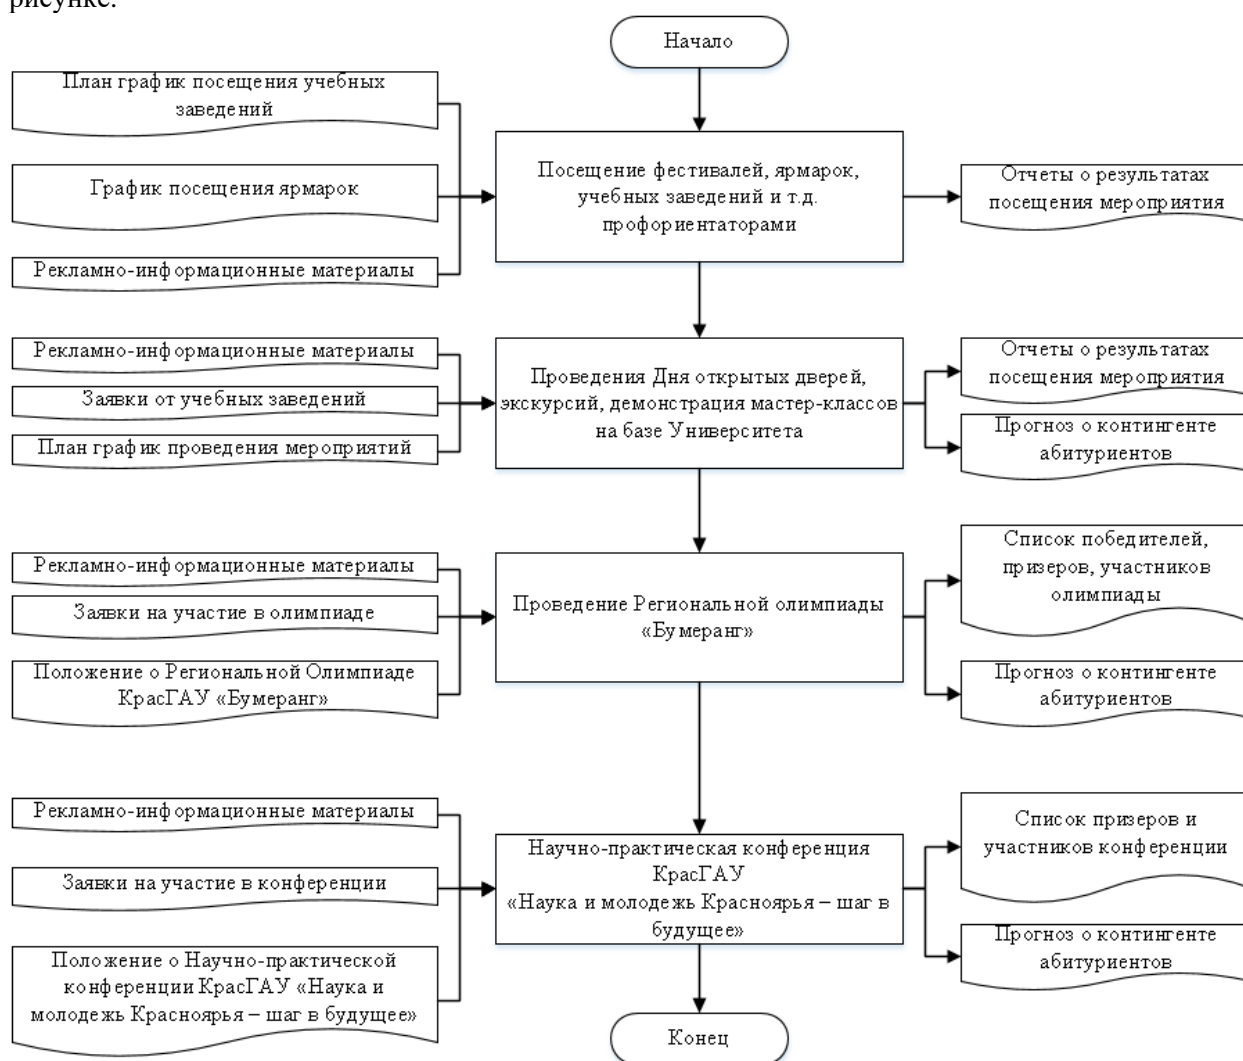 рисунке.
Начало
План график посещения учебных
заведений
График посещения ярмарок
Рекламно-информационные материалы
Посещение фестивалей, ярмарок,
учебных заведений и т.д.
профориентаторами
Отчеты о результатах
посещения мероприятия
Рекламно-информационные материалы
Заявки от учебных заведений
План график проведения мероприятий
Проведения Дня открытых дверей,
экскурсий, демонстрация мастер-классов
на базе Университета
Отчеты о результатах
посещения мероприятия
Прогноз о контингенте
абитуриентов
Рекламно-информационные материалы
Заявки на участие в олимпиаде
Положение о Региональной Олимпиаде
КрасГАУ «Бумеранг»
Проведение Региональной олимпиады
«Бумеранг»
Список победителей,
призеров, участников
олимпиады
Прогноз о контингенте
абитуриентов
Рекламно-информационные материалы
Заявки на участие в конференции
Положение о Научно-практической
конференции КрасГАУ «Наука и
молодежь Красноярья – шаг в будущее»
Научно-практическая конференция
КрасГАУ
«Наука и молодежь Красноярья – шаг в
будущее»
Список призеров и
участников конференции
Прогноз о контингенте
абитуриентов
Конец